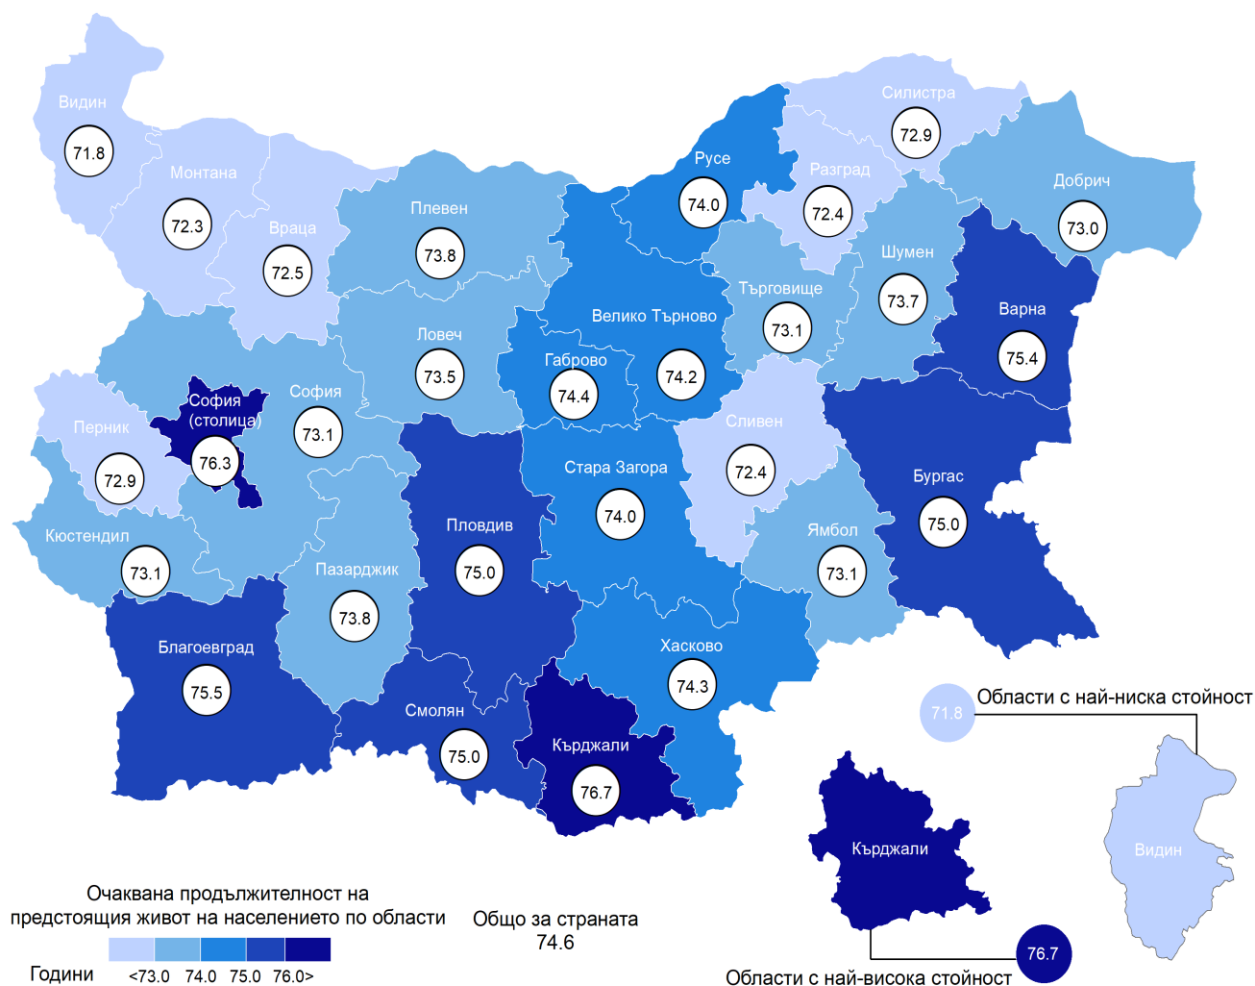 Видин
71.8
Монтана
72.3
Враца
72.5
Плевен
73.8
Русе
74.0
Силистра
72.9
Разград
72.4
Добрич
73.0
Шумен
73.7
Търговище
73.1
Варна
75.4
Велико Търново
74.2
Ловеч
73.5
Габрово
74.4
София
(столица)
76.3
София
73.1
Перник
72.9
Сливен
72.4
Стара Загора
74.0
Бургас
75.0
Кюстендил
73.1
Пловдив
75.0
Ямбол
73.1
Пазарджик
73.8
Благоевград
75.5
Хасково
74.3
Смолян
75.0
Кърджали
76.7
71.8
Области с най-ниска стойност
Кърджали
Видин
76.7
Области с най-висока стойност
Очаквана продължителност на
предстоящия живот на населението по области
Години <73.0 74.0 75.0 76.0>
Общо за страната
74.6